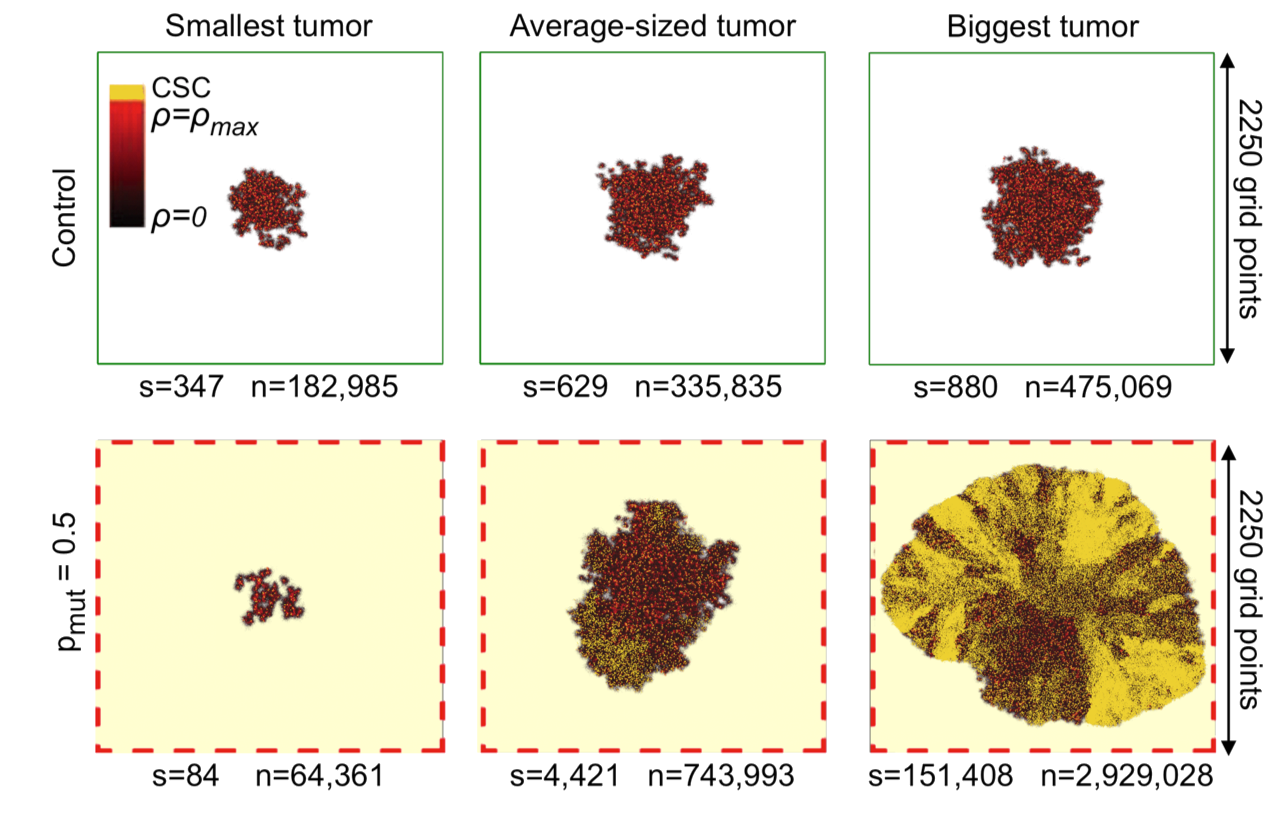 Smallest tumor
Average-sized tumor
Biggest tumor
Control
CSC
ρ=ρmax
ρ=0
2250 grid points
s=347 n=182,985
s=629 n=335,835
s=880 n=475,069
pmut = 0.5
2250 grid points
s=84 n=64,361
s=4,421 n=743,993
s=151,408 n=2,929,028